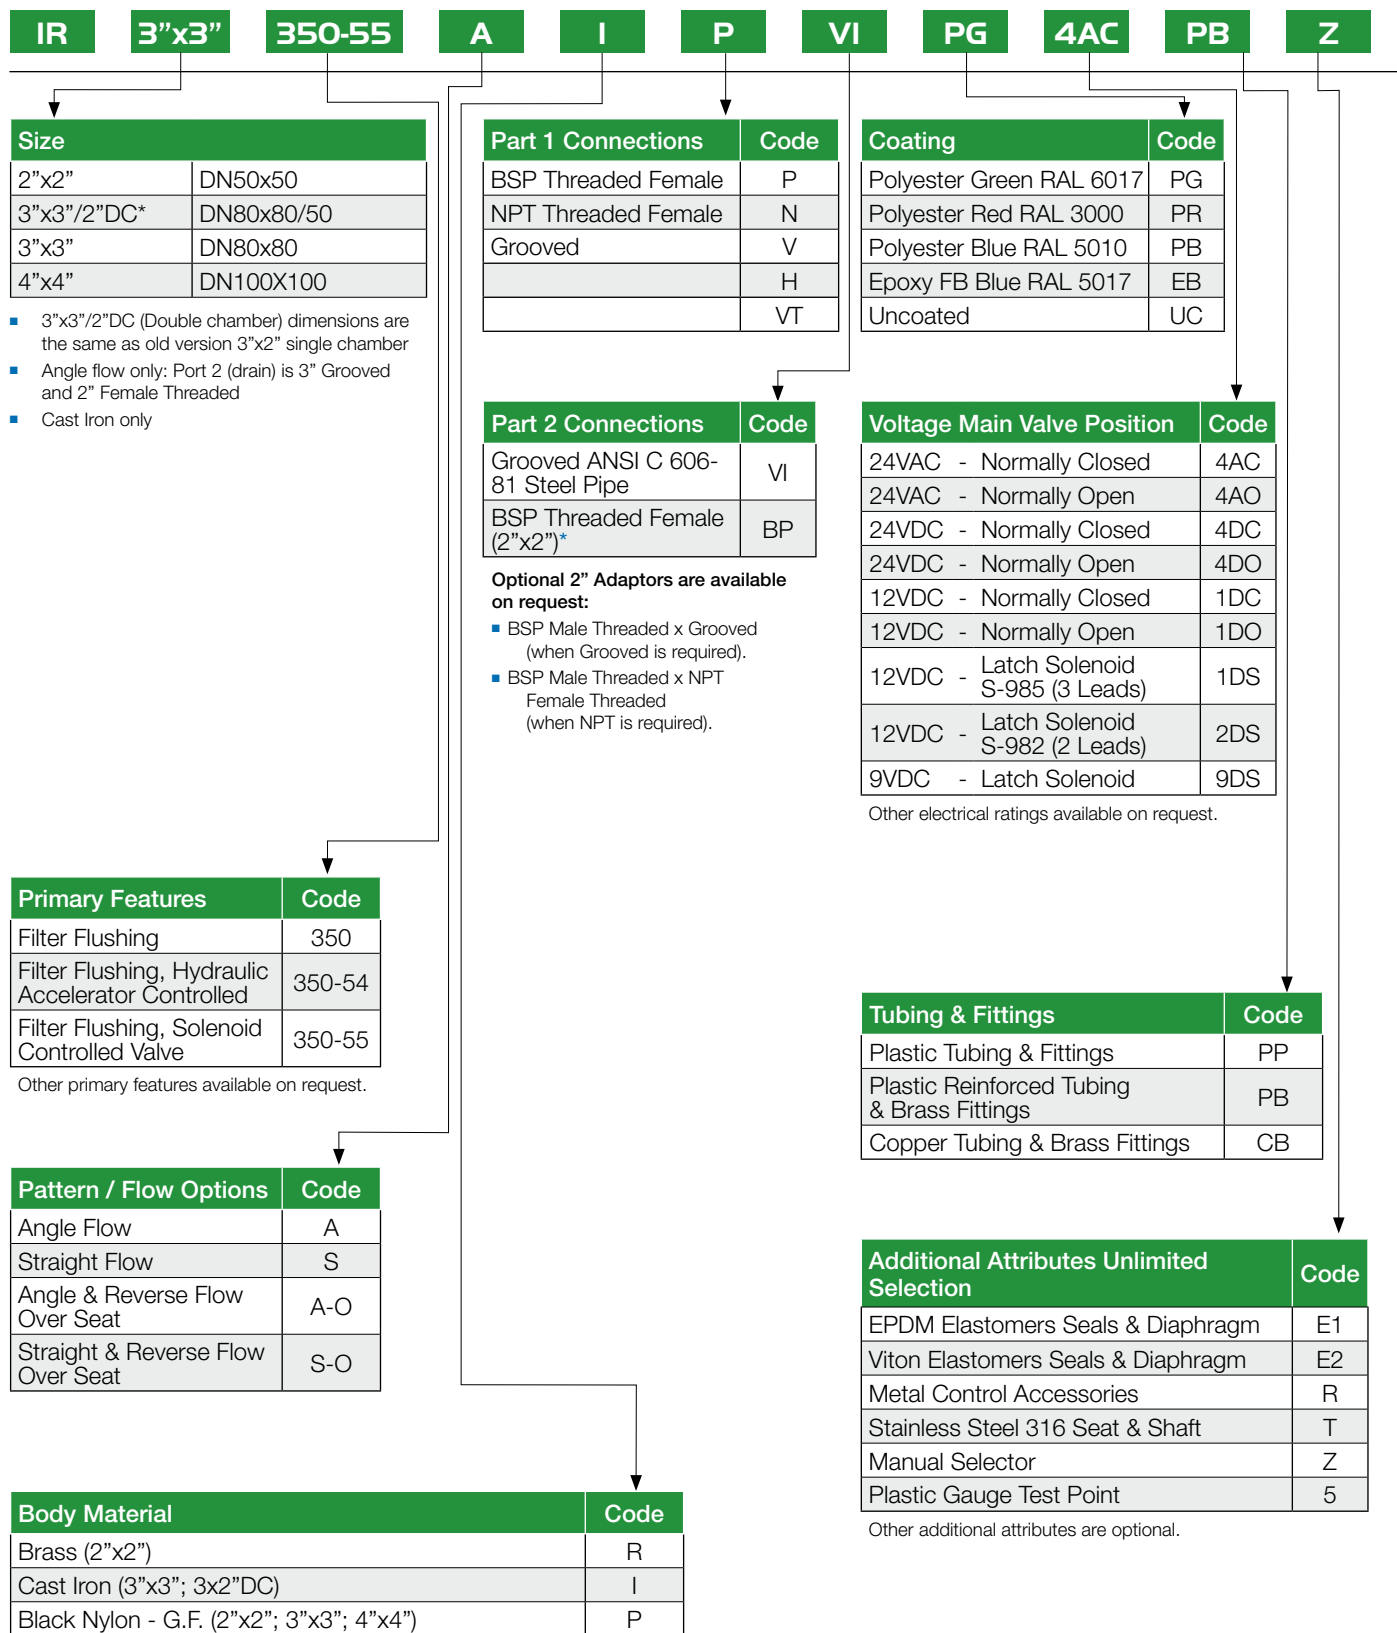 IR 3”x3” 350-55 A I P VI PG 4AC PB Z
Size
2”x2” DN50x50
3”x3”/2”DC* DN80x80/50
3”x3” DN80x80
4”x4” DN100X100
■ 3”x3”/2”DC (Double chamber) dimensions are
the same as old version 3”x2” single chamber
■ Angle flow only: Port 2 (drain) is 3” Grooved
and 2” Female Threaded
■ Cast Iron only
Part 1 Connections Code
BSP Threaded Female P
NPT Threaded Female N
Grooved V
H
VT
Coating Code
Polyester Green RAL 6017 PG
Polyester Red RAL 3000 PR
Polyester Blue RAL 5010 PB
Epoxy FB Blue RAL 5017 EB
Uncoated UC
Part 2 Connections Code
Grooved ANSI C 606-
81 Steel Pipe VI
BSP Threaded Female
(2”x2”)* BP
Optional 2” Adaptors are available
on request:
■ BSP Male Threaded x Grooved
(when Grooved is required).
■ BSP Male Threaded x NPT
Female Threaded
(when NPT is required).
Voltage Main Valve Position Code
24VAC - Normally Closed 4AC
24VAC - Normally Open 4AO
24VDC - Normally Closed 4DC
24VDC - Normally Open 4DO
12VDC - Normally Closed 1DC
12VDC - Normally Open 1DO
12VDC - Latch Solenoid
S-985 (3 Leads) 1DS
12VDC - Latch Solenoid
S-982 (2 Leads) 2DS
9VDC - Latch Solenoid 9DS
Other electrical ratings available on request.
Primary Features Code
Filter Flushing 350
Filter Flushing, Hydraulic
Accelerator Controlled 350-54
Filter Flushing, Solenoid
Controlled Valve 350-55
Other primary features available on request.
Tubing & Fittings Code
Plastic Tubing & Fittings PP
Plastic Reinforced Tubing
& Brass Fittings PB
Copper Tubing & Brass Fittings CB
Pattern / Flow Options Code
Angle Flow A
Straight Flow S
Angle & Reverse Flow
Over Seat A-O
Straight & Reverse Flow
Over Seat S-O
Additional Attributes Unlimited
Selection Code
EPDM Elastomers Seals & Diaphragm E1
Viton Elastomers Seals & Diaphragm E2
Metal Control Accessories R
Stainless Steel 316 Seat & Shaft T
Manual Selector Z
Plastic Gauge Test Point 5
Other additional attributes are optional.
Body Material Code
Brass (2”x2”) R
Cast Iron (3”x3”; 3x2”DC) I
Black Nylon - G.F. (2”x2”; 3”x3”; 4”x4”) P